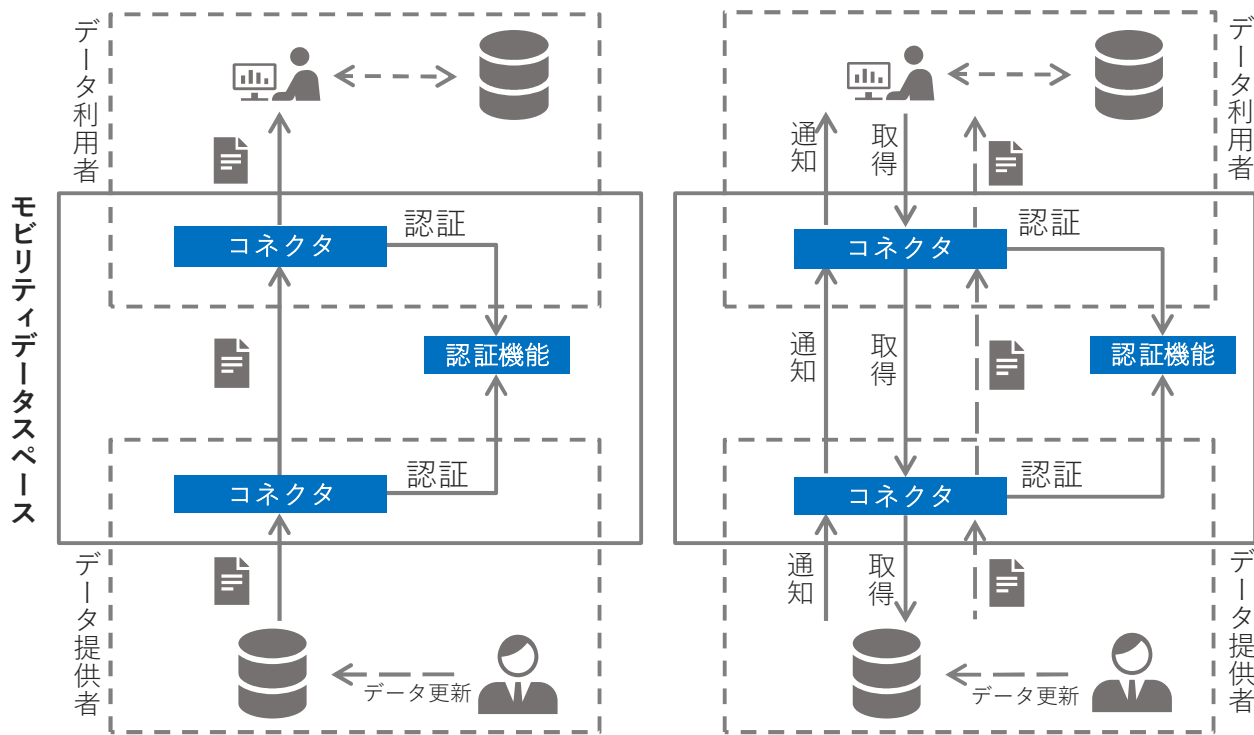 モビリティデータスペース
データ利用者
認証
コネクタ
認証機能
認証
コネクタ
データ提供者
データ更新
データ利用者
通知
取得
認証
コネクタ
通知
取得
認証機能
認証
コネクタ
通知
取得
データ提供者
データ更新